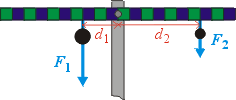 d₁ d₂
F₁ F₂